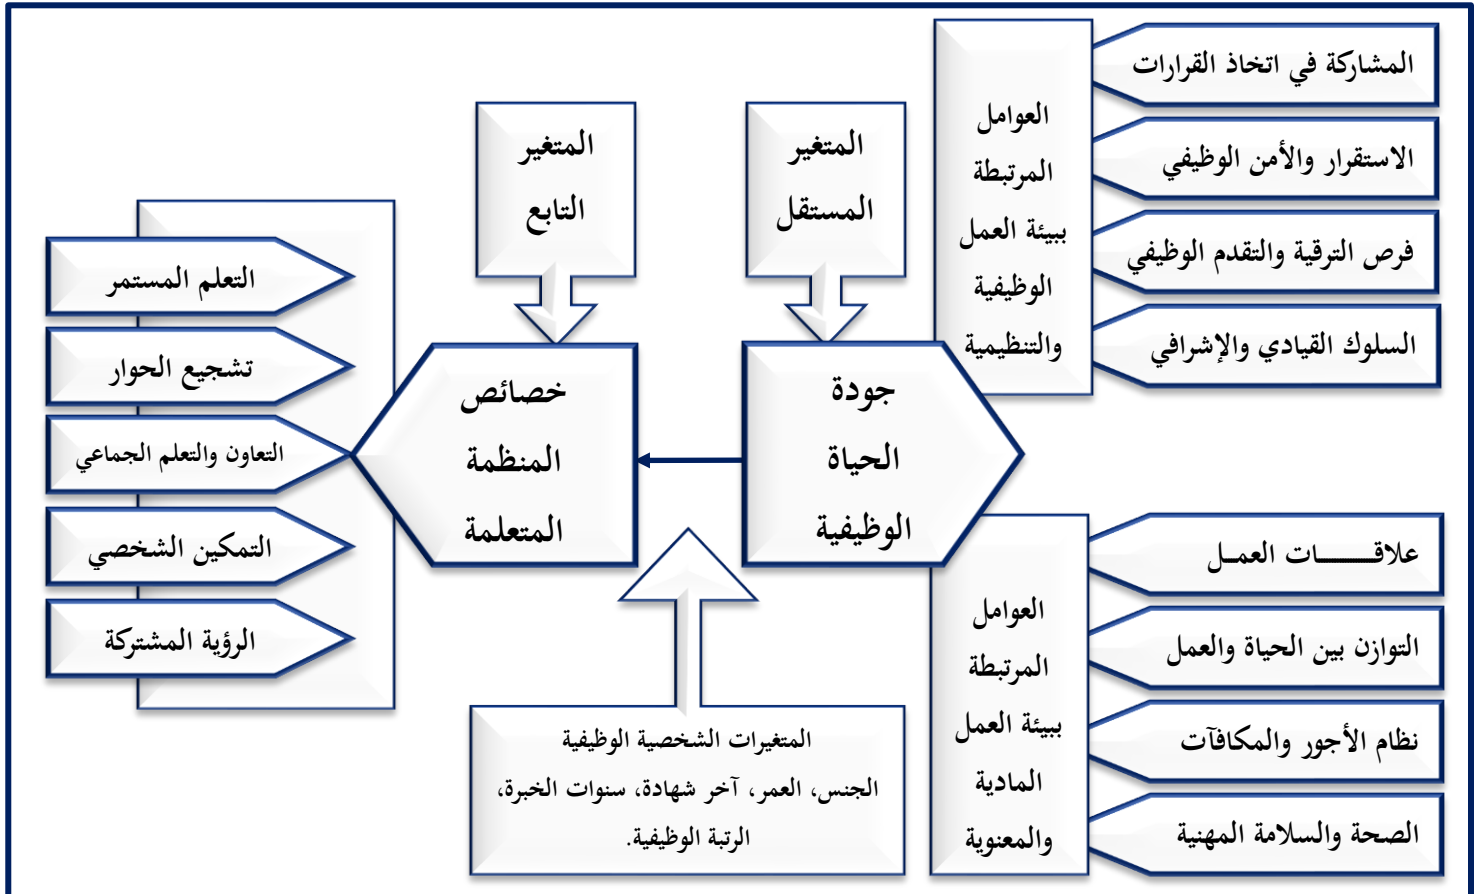 المشاركة في اتخاذ القرارات
الاستقرار والأمن الوظيفي
فرص الترقية والتقدم الوظيفي
السلوك القيادي والإشرافي
العوامل
المرتبطة
ببيئة العمل
الوظيفية
والتنظيمية
علاقـــــــات العمـل
التوازن بين الحياة والعمل
نظام الأجور والمكافآت
الصحة والسلامة المهنية
العوامل
المرتبطة
ببيئة العمل
المادية
والمعنوية
المتغير
المستقل
جودة
الحياة
الوظيفية
المتغير
التابع
خصائص
المنظمة
المتعلمة
التعلم المستمر
تشجيع الحوار
التعاون والتعلم الجماعي
التمكين الشخصي
الرؤية المشتركة
المتغيرات الشخصية الوظيفية
الجنس، العمر، آخر شهادة، سنوات الخبرة،
الرتبة الوظيفية.